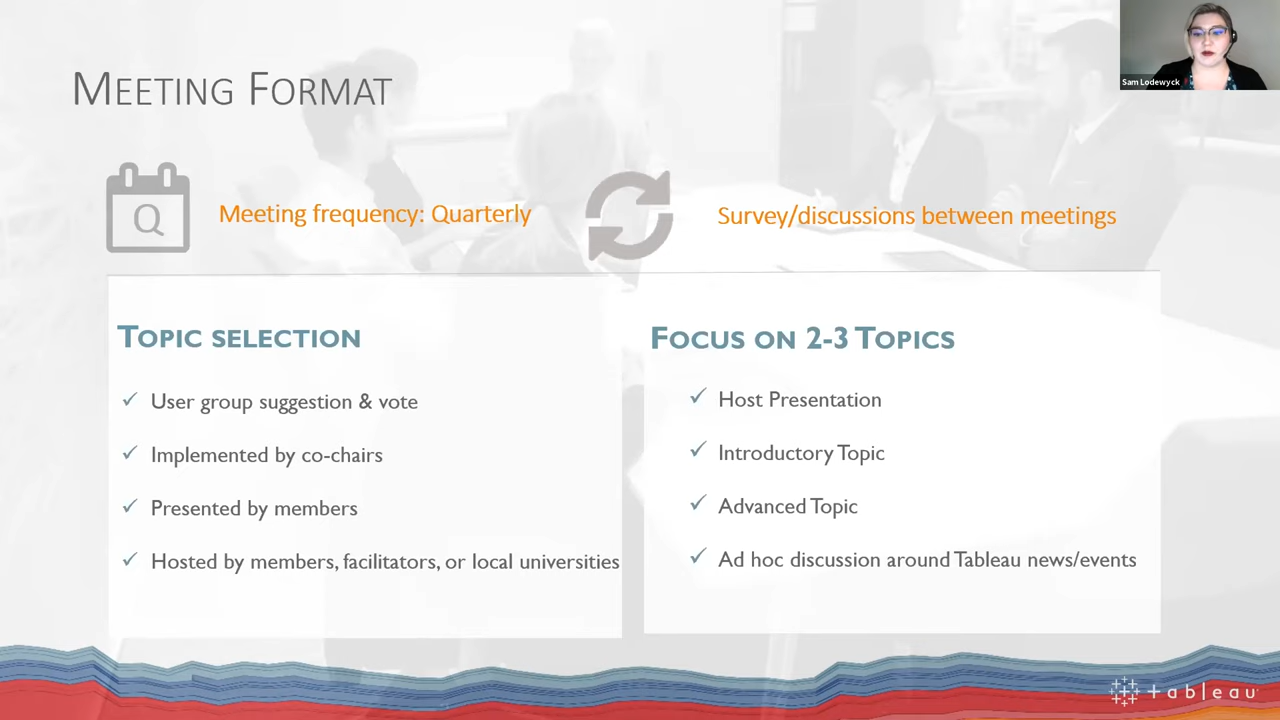 Sam Lodewyck
MEETING FORMAT
Q
Meeting frequency: Quarterly
Survey/discussions between meetings
TOPIC SELECTION
User group suggestion & vote
Implemented by co-chairs
Presented by members
Hosted by members, facilitators, or local universities
FOCUS ON 2-3 TOPICS
Host Presentation
Introductory Topic
Advanced Topic
Ad hoc discussion around Tableau news/events
tableau